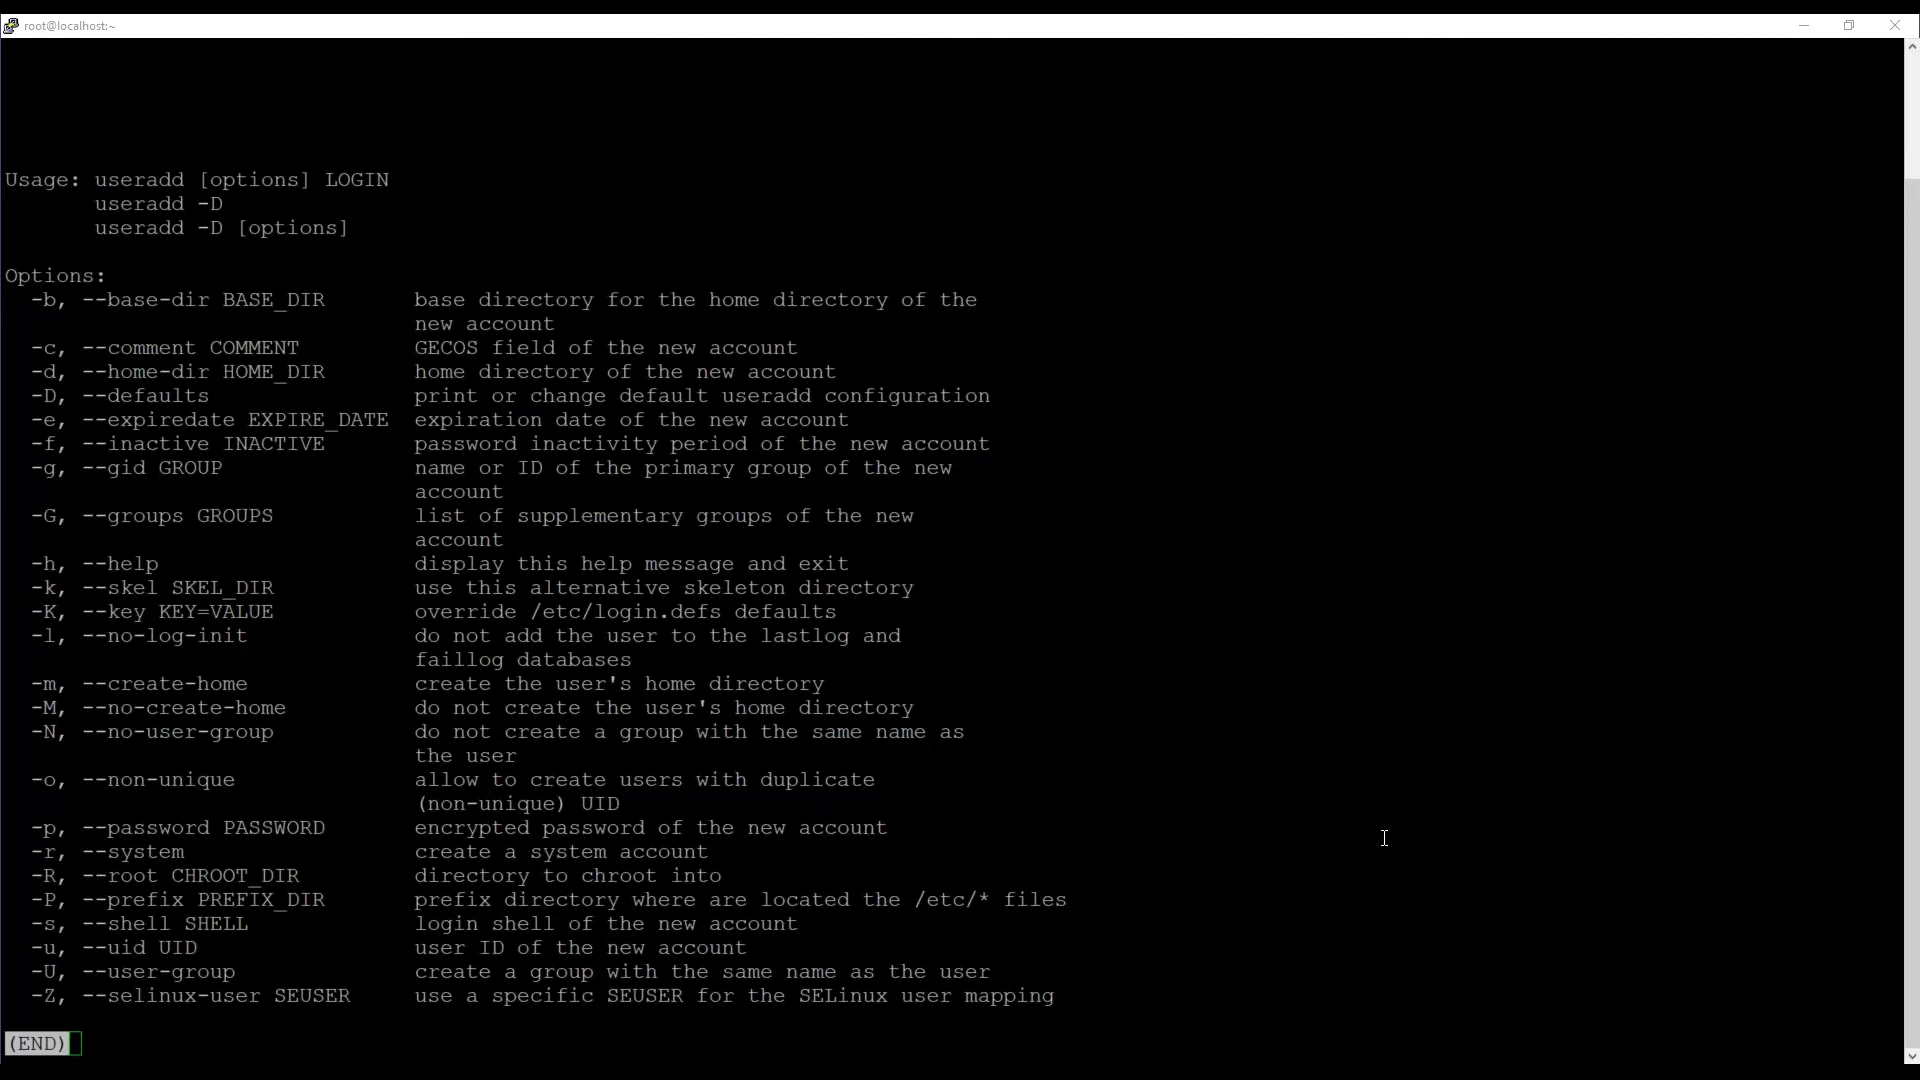 root@localhost:~
Usage: useradd [options] LOGIN
       useradd -D
       useradd -D [options]
Options:
  -b, --base-dir BASE_DIR       base directory for the home directory of the
                                new account
  -c, --comment COMMENT         GECOS field of the new account
  -d, --home-dir HOME_DIR       home directory of the new account
  -D, --defaults                print or change default useradd configuration
  -e, --expiredate EXPIRE_DATE  expiration date of the new account
  -f, --inactive INACTIVE       password inactivity period of the new account
  -g, --gid GROUP               name or ID of the primary group of the new
                                account
  -G, --groups GROUPS           list of supplementary groups of the new
                                account
  -h, --help                    display this help message and exit
  -k, --skel SKEL_DIR           use this alternative skeleton directory
  -K, --key KEY=VALUE           override /etc/login.defs defaults
  -l, --no-log-init             do not add the user to the lastlog and
                                faillog databases
  -m, --create-home             create the user's home directory
  -M, --no-create-home          do not create the user's home directory
  -N, --no-user-group           do not create a group with the same name as
                                the user
  -o, --non-unique              allow to create users with duplicate
                                (non-unique) UID
  -p, --password PASSWORD       encrypted password of the new account
  -r, --system                  create a system account
  -R, --root CHROOT_DIR         directory to chroot into
  -P, --prefix PREFIX_DIR       prefix directory where are located the /etc/* files
  -s, --shell SHELL             login shell of the new account
  -u, --uid UID                 user ID of the new account
  -U, --user-group              create a group with the same name as the user
  -Z, --selinux-user SEUSER     use a specific SEUSER for the SELinux user mapping
(END)